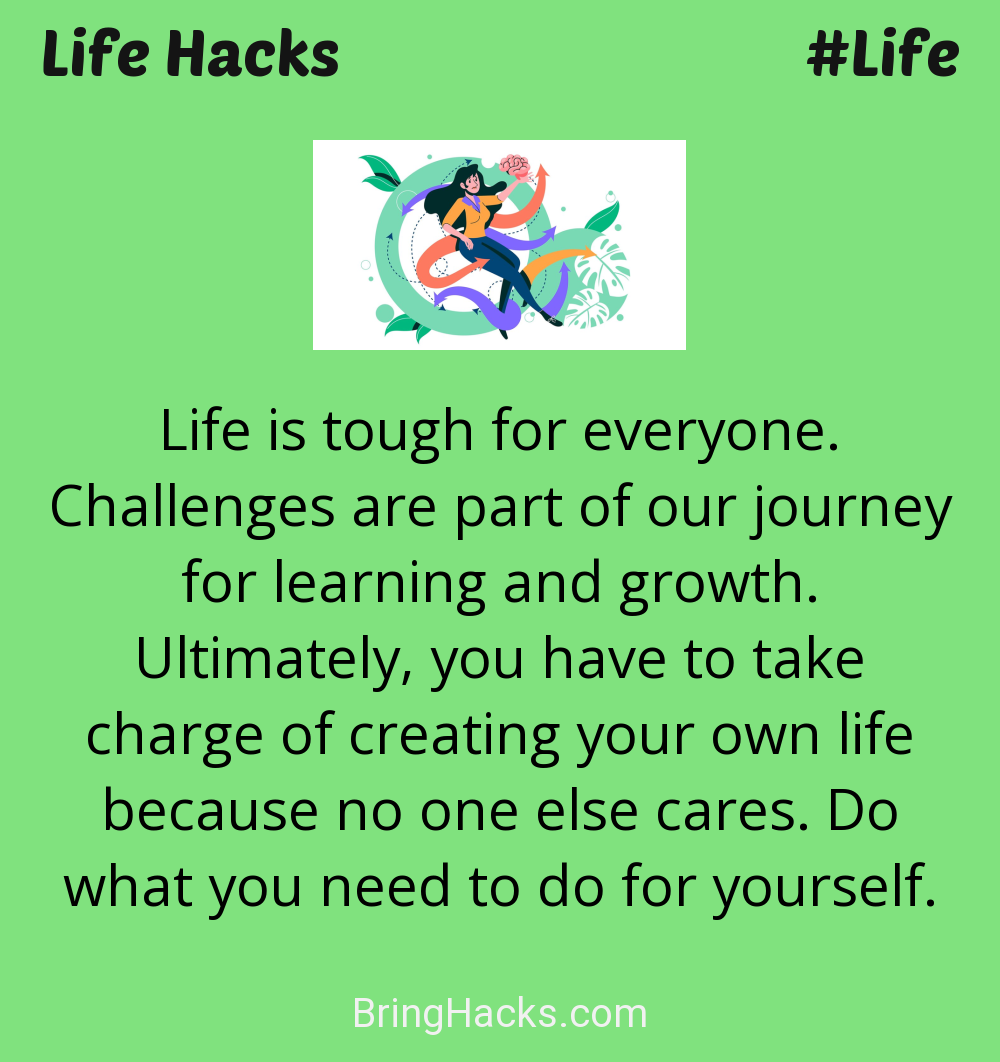 Life Hacks
#Life
Life is tough for everyone.
Challenges are part of our journey
for learning and growth.
Ultimately, you have to take
charge of creating your own life
because no one else cares. Do
what you need to do for yourself.
BringHacks.com